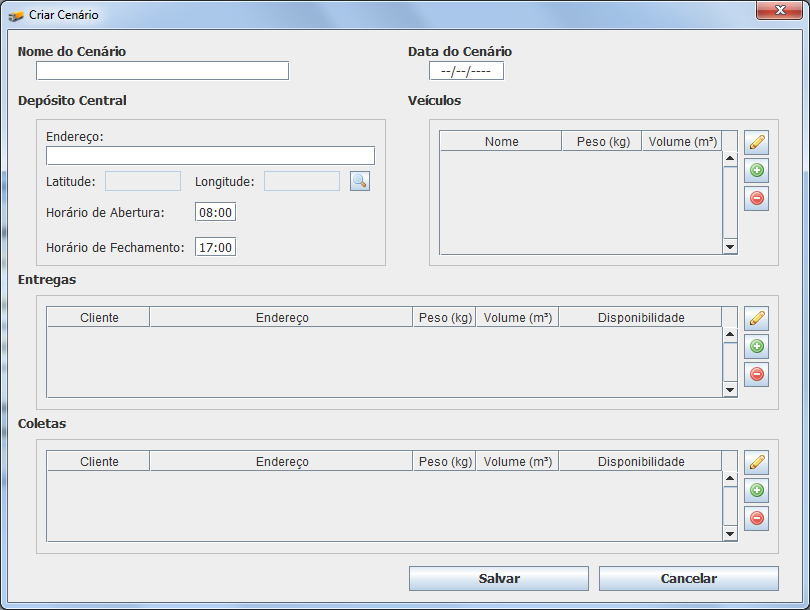 Criar Cenário
Nome do Cenário
Data do Cenário
--/--/----
Depósito Central
Veículos
Endereço:
Nome Peso (kg) Volume (m³)
Latitude: Longitude:
Horário de Abertura: 08:00
Horário de Fechamento: 17:00
Entregas
Cliente Endereço Peso (kg) Volume (m³) Disponibilidade
Coletas
Cliente Endereço Peso (kg) Volume (m³) Disponibilidade
Salvar Cancelar